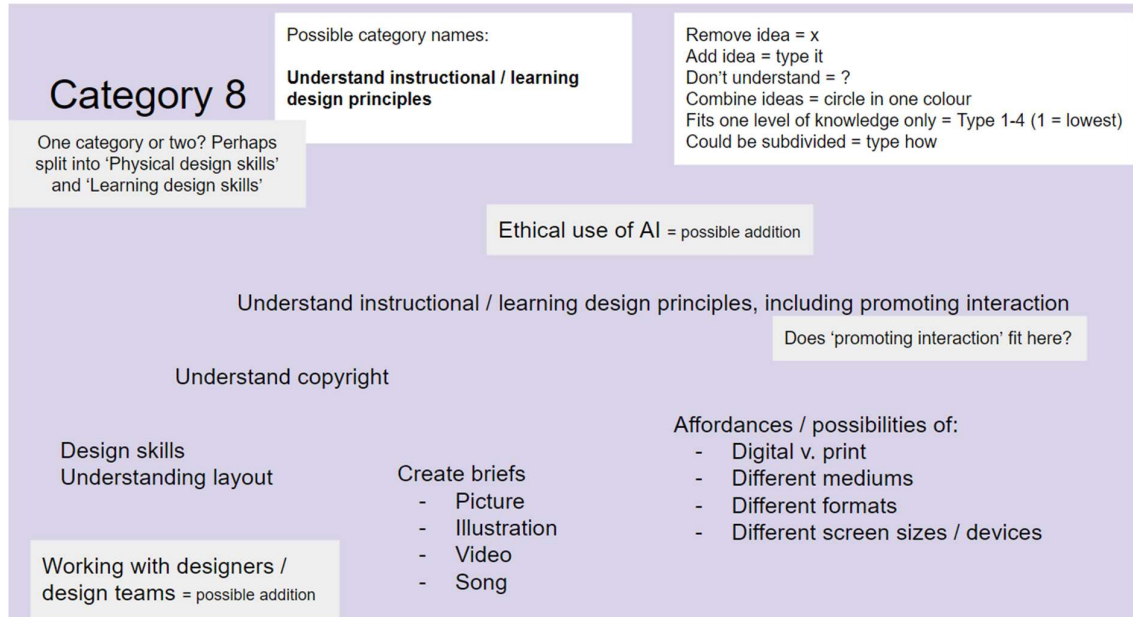 Category 8
One category or two? Perhaps
split into ‘Physical design skills’
and ‘Learning design skills’
Possible category names:
Understand instructional / learning
design principles
Remove idea = x
Add idea = type it
Don’t understand = ?
Combine ideas = circle in one colour
Fits one level of knowledge only = Type 1-4 (1 = lowest)
Could be subdivided = type how
Ethical use of AI = possible addition
Understand instructional / learning design principles, including promoting interaction
Does ‘promoting interaction’ fit here?
Understand copyright
Design skills
Understanding layout
Working with designers /
design teams = possible addition
Create briefs
- Picture
- Illustration
- Video
- Song
Affordances / possibilities of:
- Digital v. print
- Different mediums
- Different formats
- Different screen sizes / devices